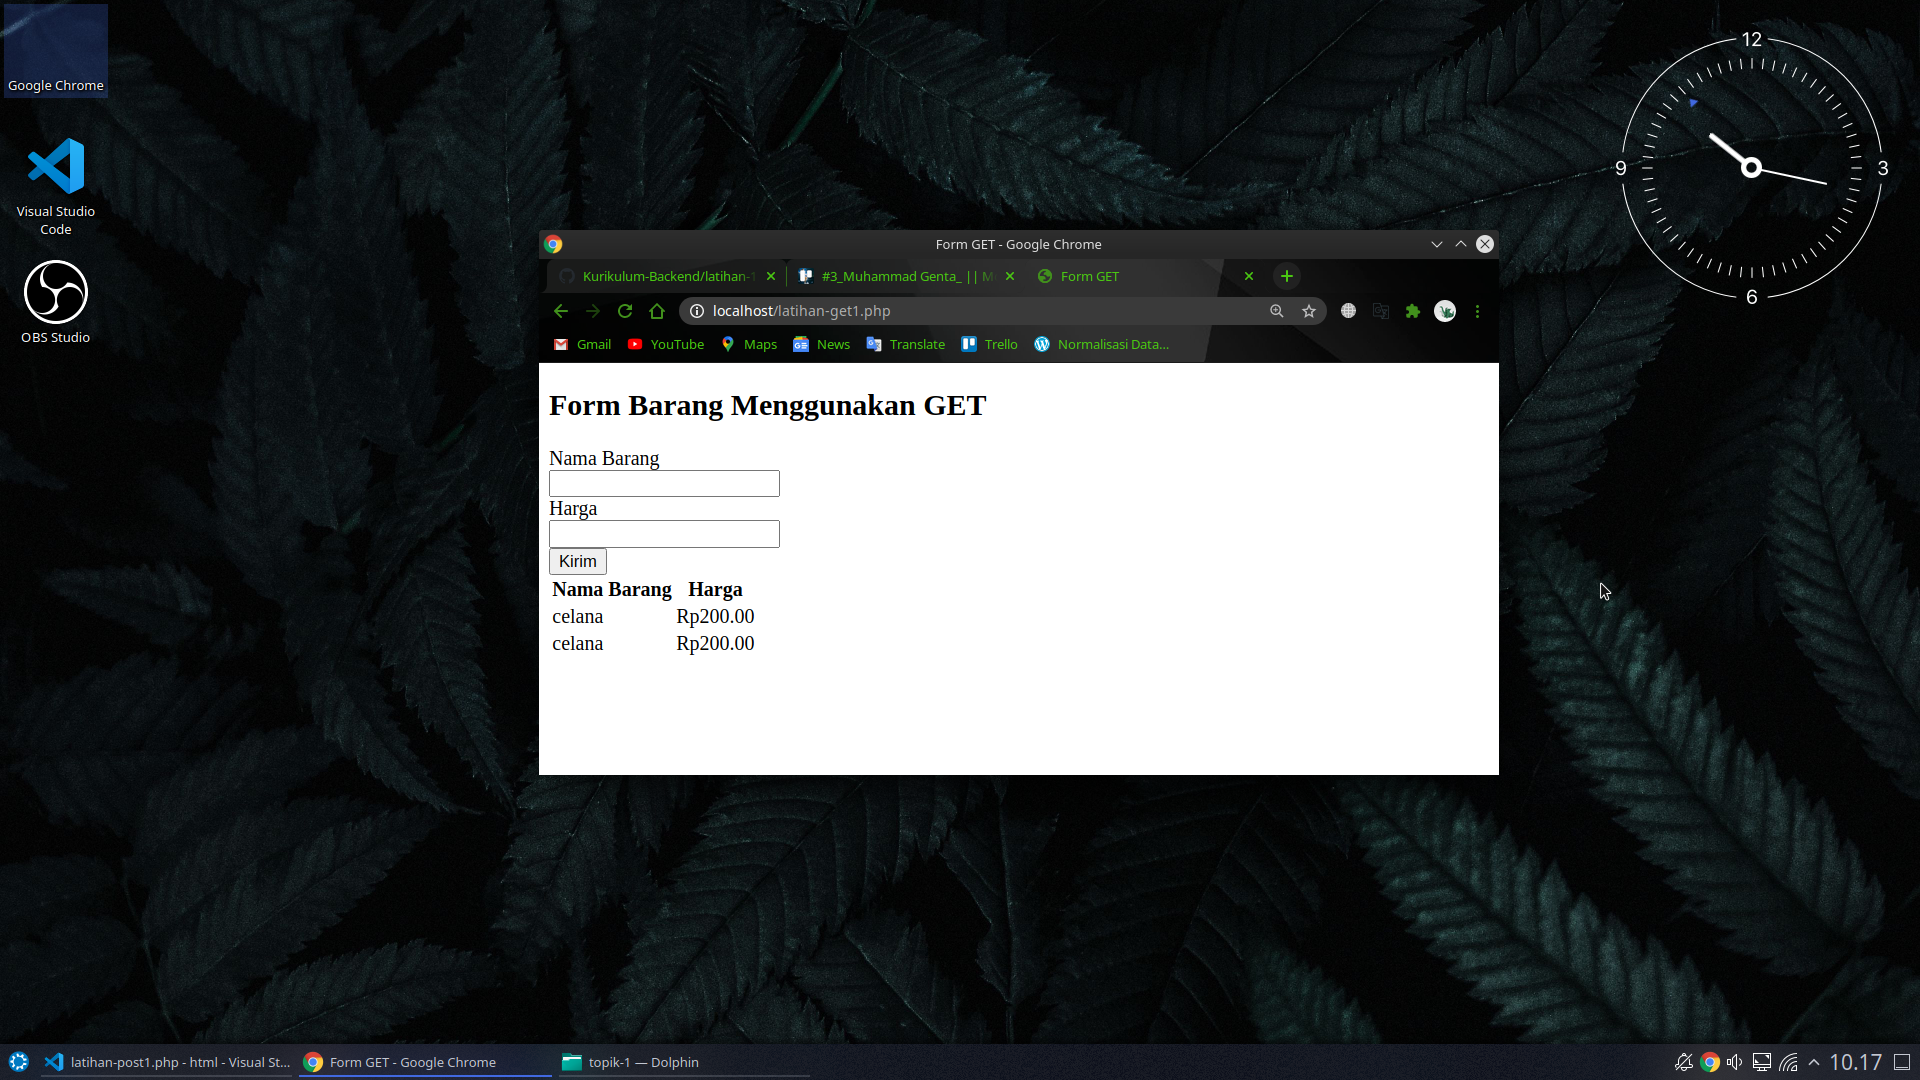 Google Chrome
Visual Studio
Code
OBS Studio
12
3
6
9
Form GET - Google Chrome
Kurikulum-Backend/latihan-
#3_Muhammad Genta_ || M
Form GET
localhost/latihan-get1.php
Gmail YouTube Maps News Translate Trello Normalisasi Data...
Form Barang Menggunakan GET
Nama Barang
Harga
Kirim
Nama Barang Harga
celana Rp200.00
celana Rp200.00
latihan-post1.php - html - Visual St...
Form GET - Google Chrome
topik-1 — Dolphin
10.17